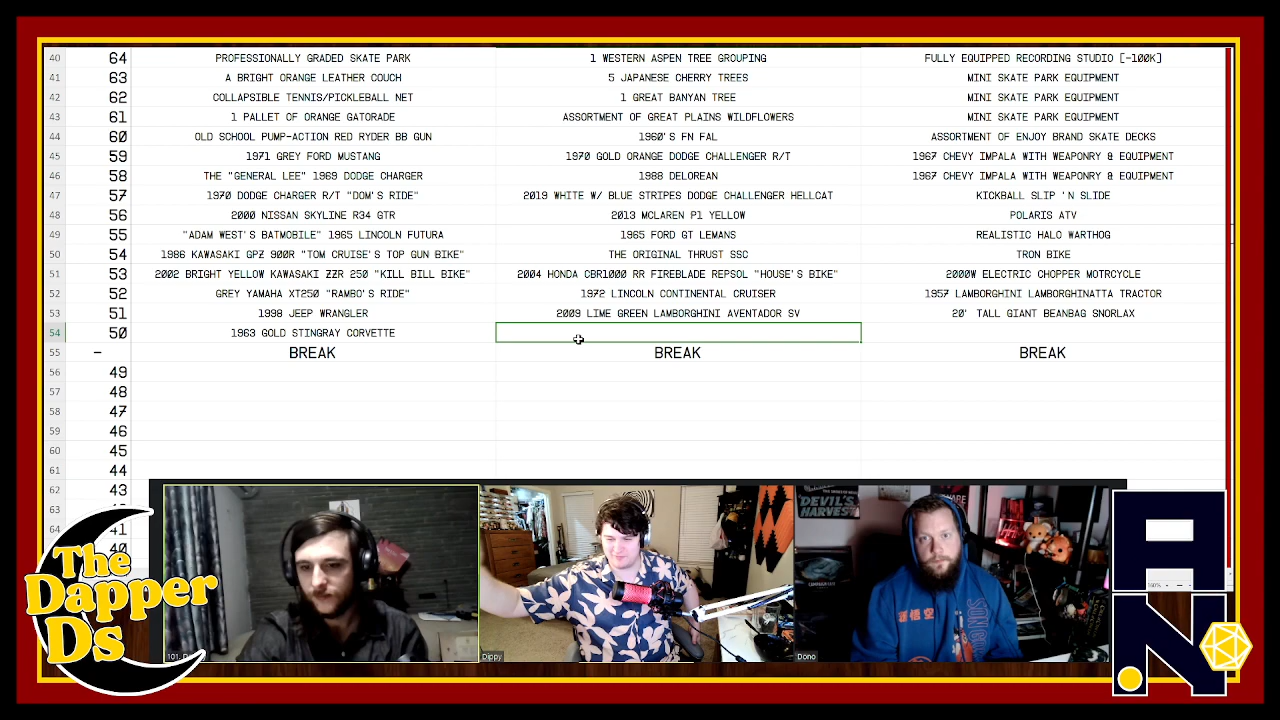 40 64 PROFESSIONALLY GRADED SKATE PARK 1 WESTERN ASPEN TREE GROUPING FULLY EQUIPPED RECORDING STUDIO [-100K]
41 63 A BRIGHT ORANGE LEATHER COUCH 5 JAPANESE CHERRY TREES MINI SKATE PARK EQUIPMENT
42 62 COLLAPSIBLE TENNIS/PICKLEBALL NET 1 GREAT BANYAN TREE MINI SKATE PARK EQUIPMENT
43 61 1 PALLET OF ORANGE GATORADE ASSORTMENT OF GREAT PLAINS WILDFLOWERS MINI SKATE PARK EQUIPMENT
44 60 OLD SCHOOL PUMP-ACTION RED RYDER BB GUN 1960'S FN FAL ASSORTMENT OF ENJOY BRAND SKATE DECKS
45 59 1971 GREY FORD MUSTANG 1970 GOLD ORANGE DODGE CHALLENGER R/T 1967 CHEVY IMPALA WITH WEAPONRY & EQUIPMENT
46 58 THE "GENERAL LEE" 1969 DODGE CHARGER 1988 DELOREAN 1967 CHEVY IMPALA WITH WEAPONRY & EQUIPMENT
47 57 1970 DODGE CHARGER R/T "DOM'S RIDE" 2019 WHITE W/ BLUE STRIPES DODGE CHALLENGER HELLCAT KICKBALL SLIP 'N SLIDE
48 56 2000 NISSAN SKYLINE R34 GTR 2013 MCLAREN P1 YELLOW POLARIS ATV
49 55 "ADAM WEST'S BATMOBILE" 1965 LINCOLN FUTURA 1965 FORD GT LEMANS REALISTIC HALO WARTHOG
50 54 1986 KAWASAKI GPZ 900R "TOM CRUISE'S TOP GUN BIKE" THE ORIGINAL THRUST SSC TRON BIKE
51 53 2002 BRIGHT YELLOW KAWASAKI ZZR 250 "KILL BILL BIKE" 2004 HONDA CBR1000 RR FIREBLADE REPSOL "HOUSE'S BIKE" 2000W ELECTRIC CHOPPER MOTRCYCLE
52 52 GREY YAMAHA XT250 "RAMBO'S RIDE" 1972 LINCOLN CONTINENTAL CRUISER 1957 LAMBORGHINI LAMBORGHINATTA TRACTOR
53 51 1998 JEEP WRANGLER 2009 LIME GREEN LAMBORGHINI AVENTADOR SV 20' TALL GIANT BEANBAG SNORLAX
54 50 1963 GOLD STINGRAY CORVETTE
55 - BREAK BREAK BREAK
56 49
57 48
58 47
59 46
60 45
61 44
62 43
63
64 41
40
The Dapper Ds
DEVIL'S HARVEST
101, D
Dippy
Dono
160%
A
N